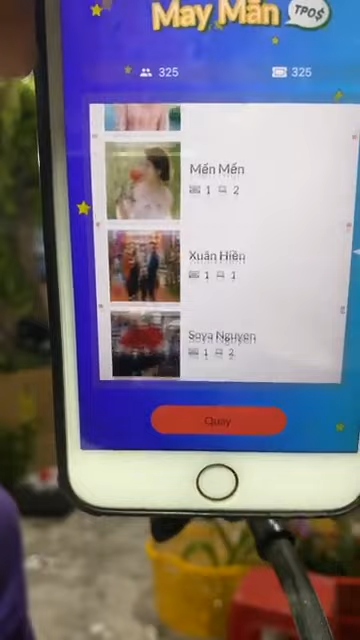 May Mắn
TPOS
325 325
Mến Mến
1 2
Xuân Hiền
1 1
Soya Nguyen
1 2
Quay